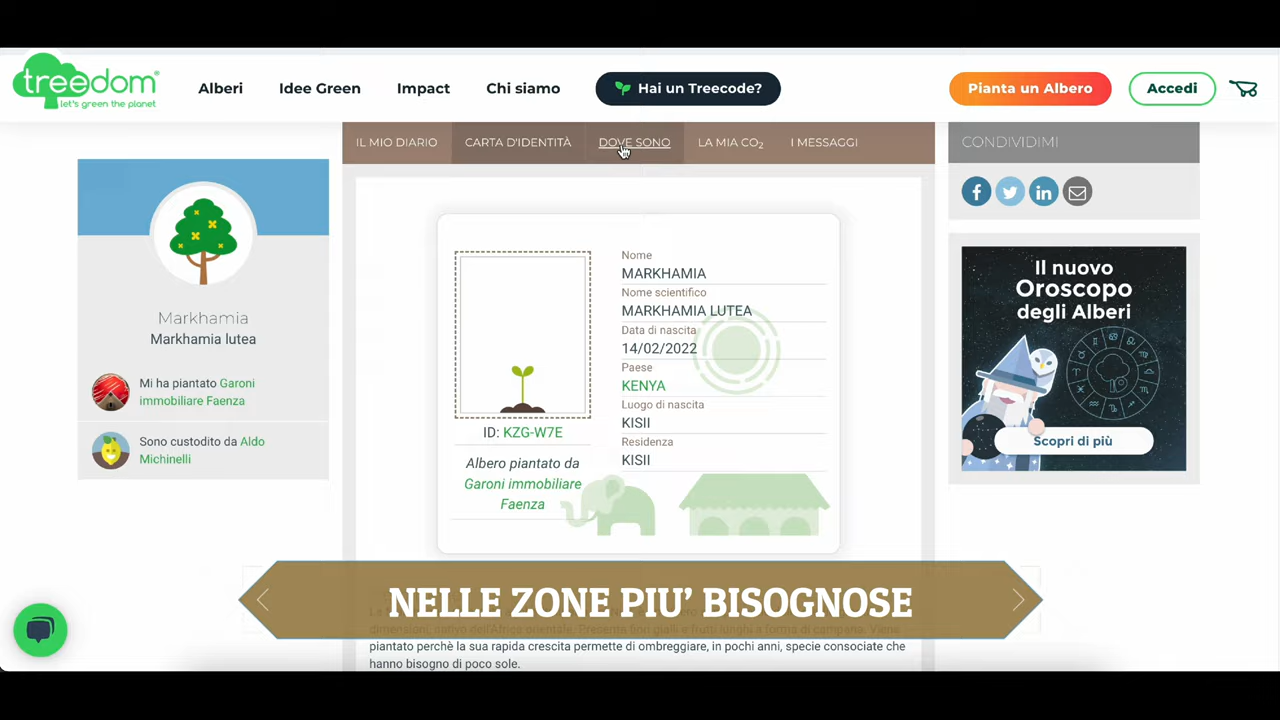 treedom®
let's green the planet
Alberi
Idee Green
Impact
Chi siamo
Hai un Treecode?
Pianta un Albero
Accedi
IL MIO DIARIO
CARTA D'IDENTITÀ
DOVE SONO
LA MIA CO₂
I MESSAGGI
CONDIVIDIMI
Markhamia
Markhamia lutea
Mi ha piantato Garoni
immobiliare Faenza
Sono custodito da Aldo
Michinelli
ID: KZG-W7E
Albero piantato da
Garoni immobiliare
Faenza
Nome
MARKHAMIA
Nome scientifico
MARKHAMIA LUTEA
Data di nascita
14/02/2022
Paese
KENYA
Luogo di nascita
KISII
Residenza
KISII
Il nuovo
Oroscopo
degli Alberi
Scopri di più
NELLE ZONE PIU' BISOGNOSE
piantato perchè la sua rapida crescita permette di ombreggiare, in pochi anni, specie consociate che
hanno bisogno di poco sole.